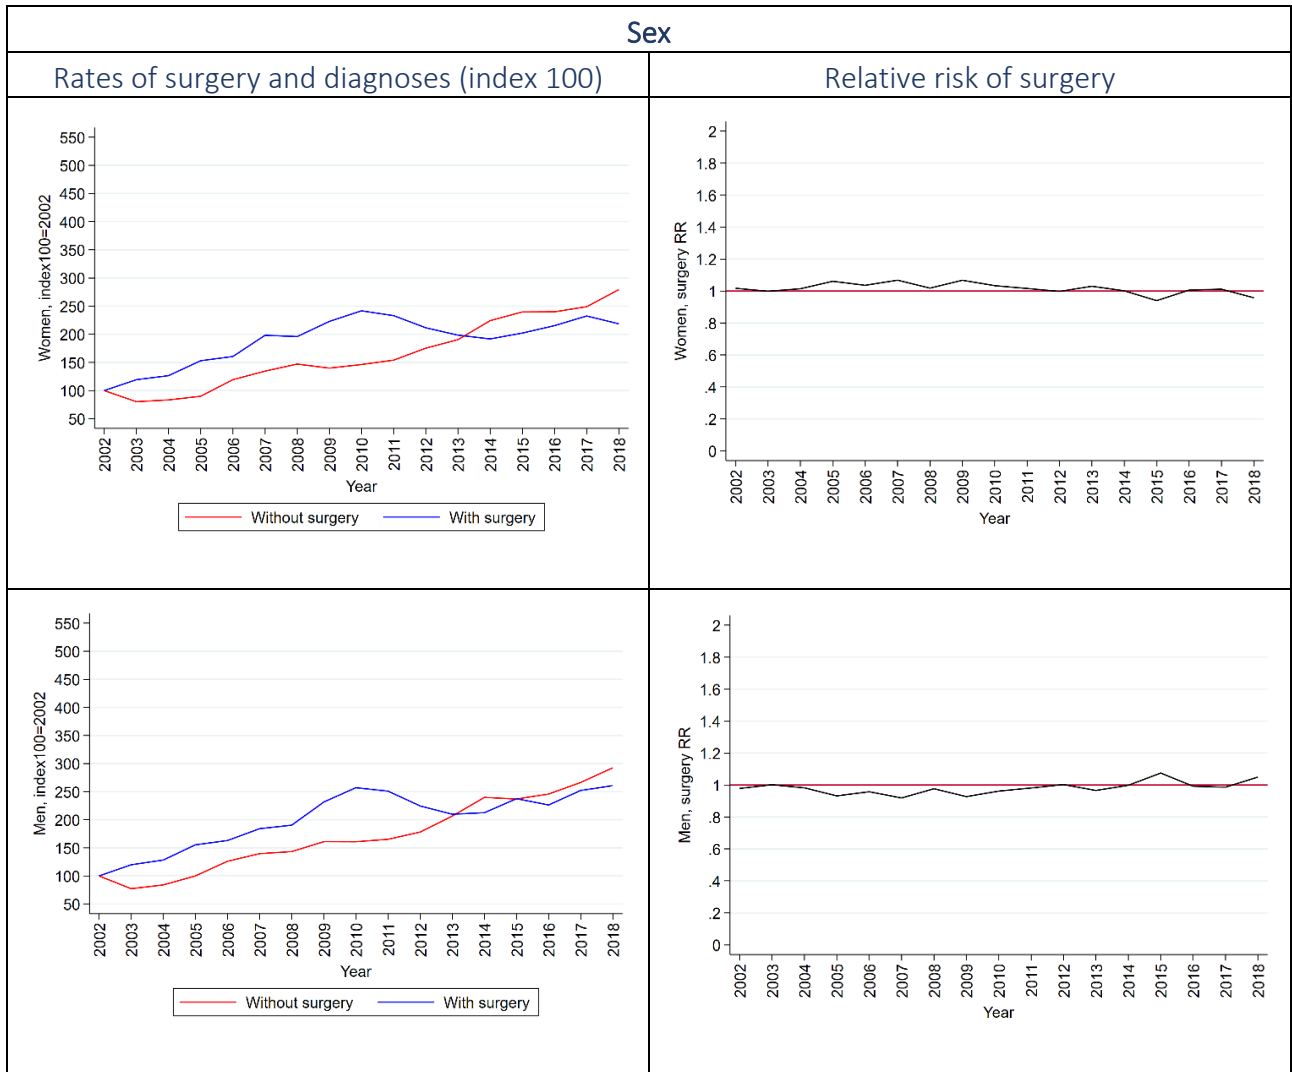 Sex
Rates of surgery and diagnoses (index 100)
Relative risk of surgery
Women, index100=2002
550
500
450
400
350
300
250
200
150
100
50
2002 2003 2004 2005 2006 2007 2008 2009 2010 2011 2012 2013 2014 2015 2016 2017 2018
Year
Without surgery With surgery
Women, surgery RR
2
1.8
1.6
1.4
1.2
1
.8
.6
.4
.2
0
2002 2003 2004 2005 2006 2007 2008 2009 2010 2011 2012 2013 2014 2015 2016 2017 2018
Year
Men, index100=2002
550
500
450
400
350
300
250
200
150
100
50
2002 2003 2004 2005 2006 2007 2008 2009 2010 2011 2012 2013 2014 2015 2016 2017 2018
Year
Without surgery With surgery
Men, surgery RR
2
1.8
1.6
1.4
1.2
1
.8
.6
.4
.2
0
2002 2003 2004 2005 2006 2007 2008 2009 2010 2011 2012 2013 2014 2015 2016 2017 2018
Year